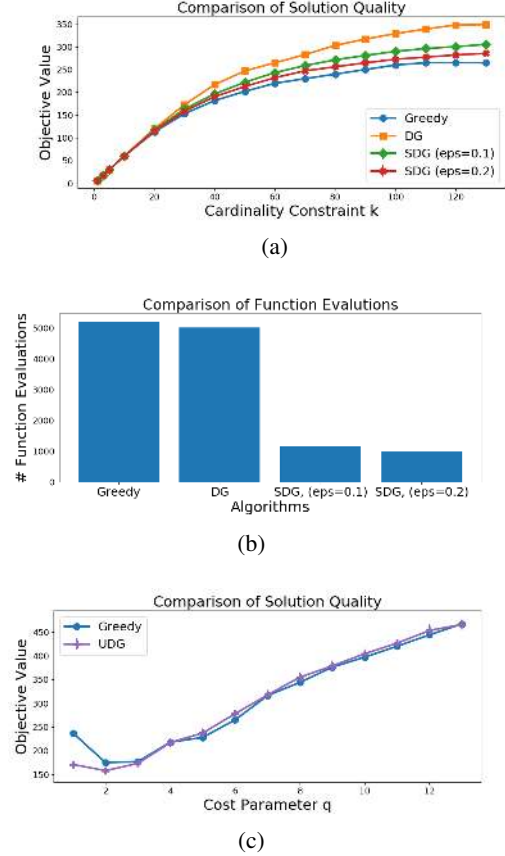 Comparison of Solution Quality
Objective Value
350
300
250
200
150
100
50
0
0 20 40 60 80 100 120
Cardinality Constraint k
Greedy
DG
SDG (eps=0.1)
SDG (eps=0.2)
(a)
Comparison of Function Evalutions
# Function Evaluations
5000
4000
3000
2000
1000
0
Greedy DG SDG, (eps=0.1) SDG, (eps=0.2)
Algorithms
(b)
Comparison of Solution Quality
Objective Value
450
400
350
300
250
200
150
Greedy
UDG
2 4 6 8 10 12
Cost Parameter q
(c)